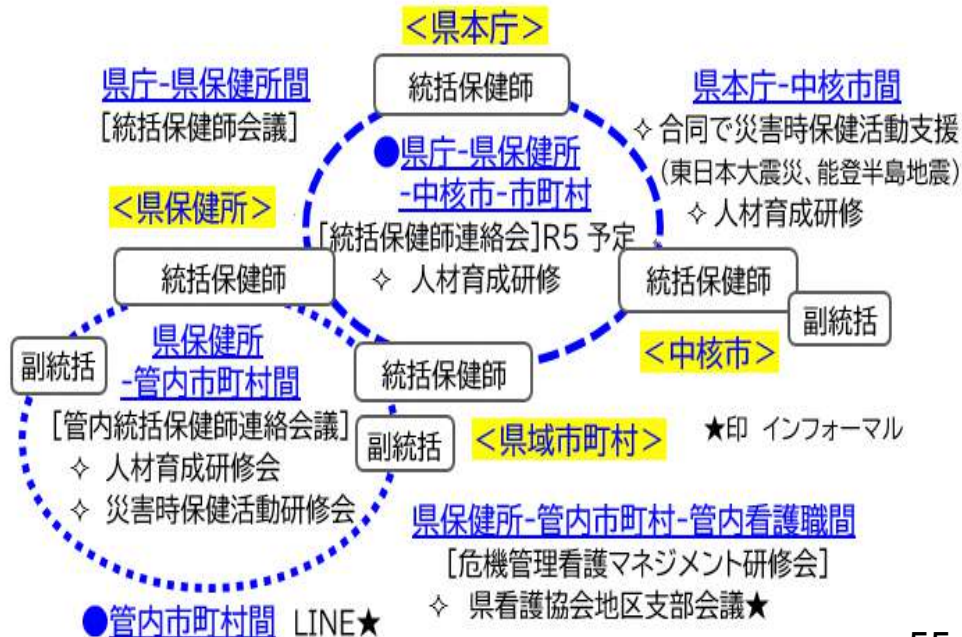 <県本庁>
統括保健師
県庁-県保健所間
[統括保健師会議]
県本庁-中核市間
✧ 合同で災害時保健活動支援
(東日本大震災、能登半島地震)
✧ 人材育成研修
●県庁-県保健所
-中核市-市町村
[統括保健師連絡会]R5 予定
✧ 人材育成研修
<県保健所>
統括保健師
統括保健師
副統括
<中核市>
副統括
県保健所
-管内市町村間
[管内統括保健師連絡会議]
✧ 人材育成研修会
✧ 災害時保健活動研修会
統括保健師
副統括
<県域市町村>
★印 インフォーマル
県保健所-管内市町村-管内看護職間
[危機管理看護マネジメント研修会]
✧ 県看護協会地区支部会議★
●管内市町村間 LINE★